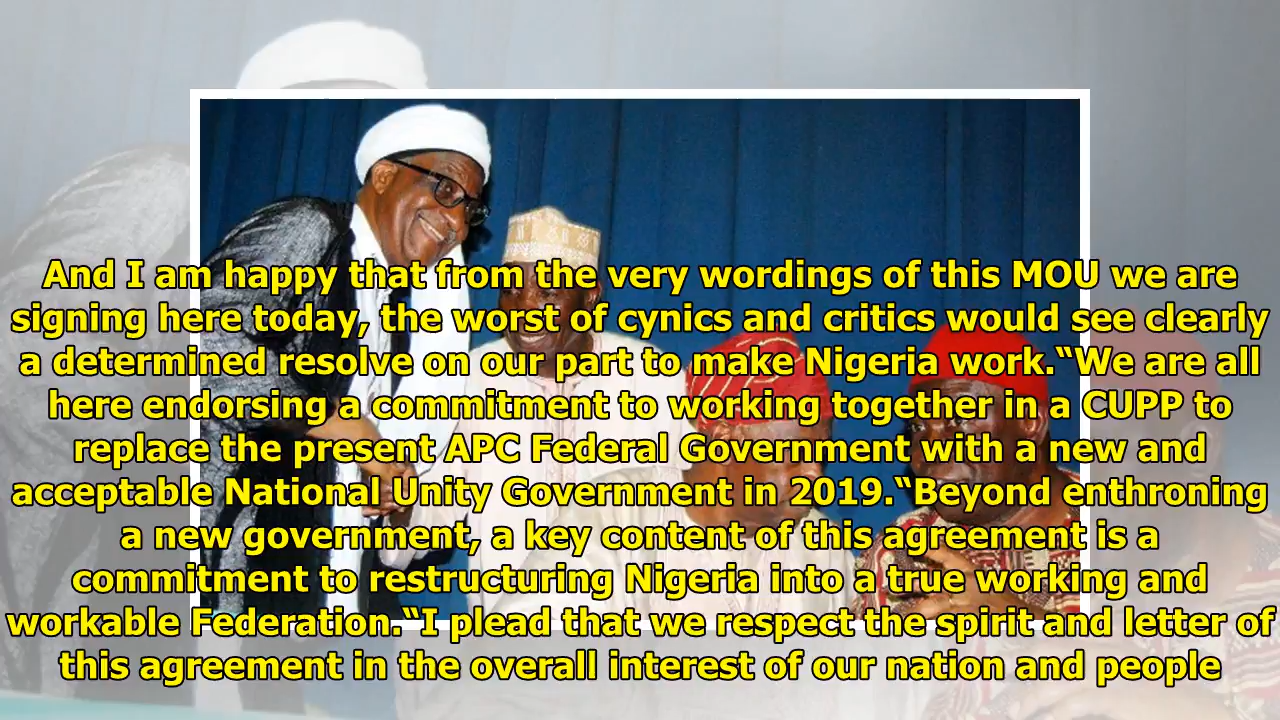 And I am happy that from the very wordings of this MOU we are
signing here today, the worst of cynics and critics would see clearly
a determined resolve on our part to make Nigeria work.“We are all
here endorsing a commitment to working together in a CUPP to
replace the present APC Federal Government with a new and
acceptable National Unity Government in 2019.“Beyond enthroning
a new government, a key content of this agreement is a
commitment to restructuring Nigeria into a true working and
workable Federation.“I plead that we respect the spirit and letter of
this agreement in the overall interest of our nation and people